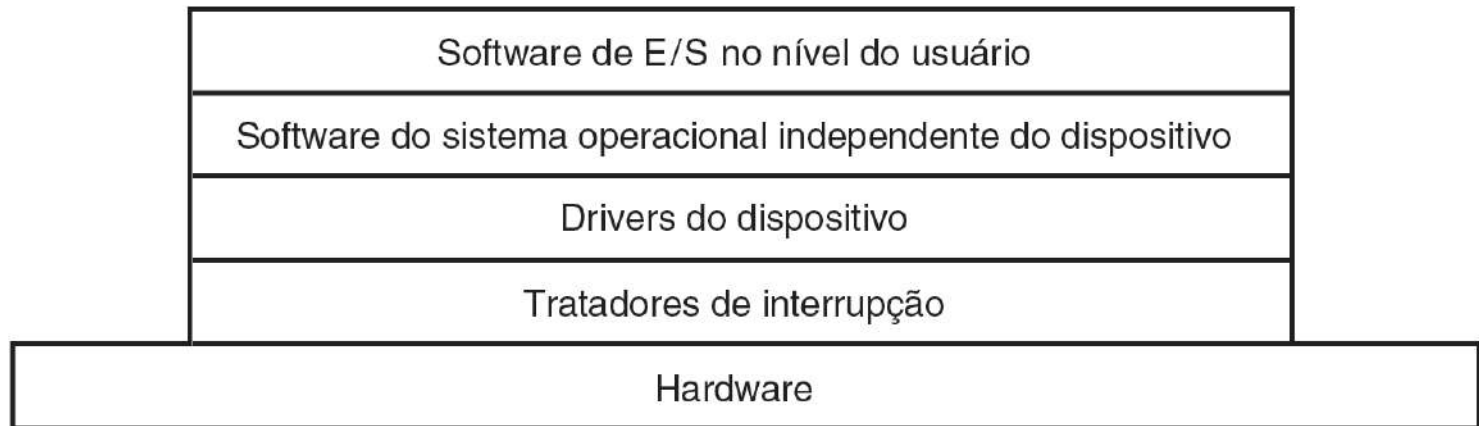 Software de E/S no nível do usuário
Software do sistema operacional independente do dispositivo
Drivers do dispositivo
Tratadores de interrupção
Hardware